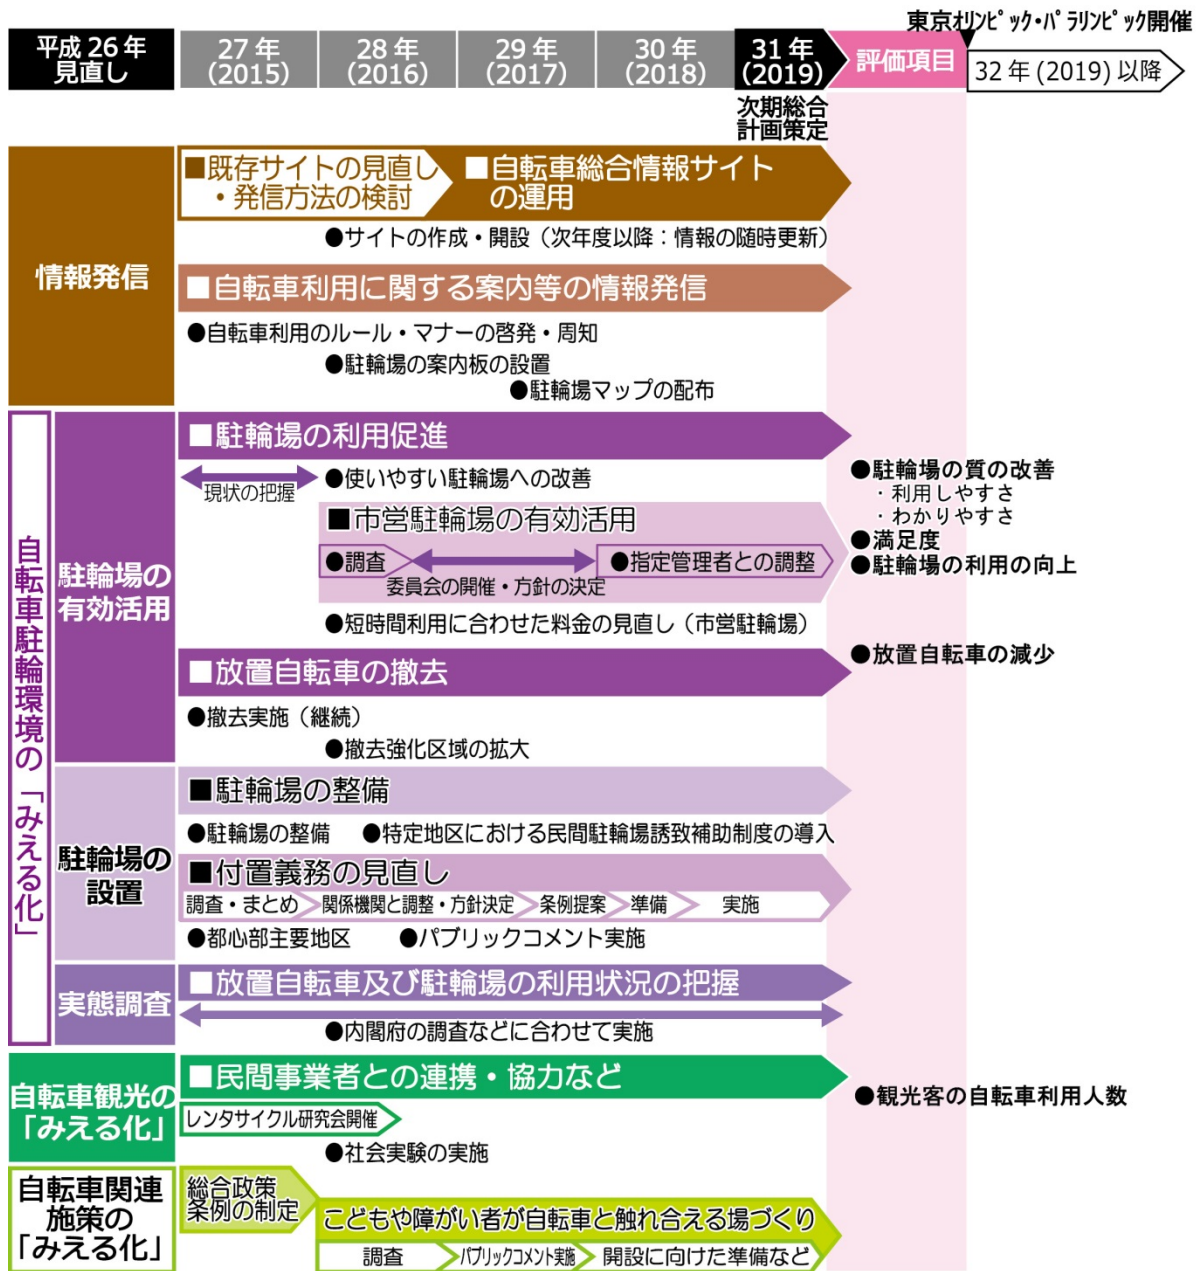 東京オリンピック・パラリンピック開催
平成 26 年
見直し
27 年
(2015)
28 年
(2016)
29 年
(2017)
30 年
(2018)
31 年
(2019)
評価項目
32 年 (2019) 以降
次期総合
計画策定
情報発信
■既存サイトの見直し
・発信方法の検討
■自転車総合情報サイト
の運用
●サイトの作成・開設（次年度以降：情報の随時更新）
■自転車利用に関する案内等の情報発信
●自転車利用のルール・マナーの啓発・周知
●駐輪場の案内板の設置
●駐輪場マップの配布
自転車駐輪環境の「みえる化」
駐輪場の
有効活用
■駐輪場の利用促進
現状の把握
●使いやすい駐輪場への改善
■市営駐輪場の有効活用
●調査
委員会の開催・方針の決定
●指定管理者との調整
●短時間利用に合わせた料金の見直し（市営駐輪場）
●駐輪場の質の改善
・利用しやすさ
・わかりやすさ
●満足度
●駐輪場の利用の向上
■放置自転車の撤去
●放置自転車の減少
●撤去実施（継続）
●撤去強化区域の拡大
駐輪場の
設置
■駐輪場の整備
●駐輪場の整備
●特定地区における民間駐輪場誘致補助制度の導入
■付置義務の見直し
調査・まとめ
関係機関と調整・方針決定
条例提案
準備
実施
●都心部主要地区
●パブリックコメント実施
実態調査
■放置自転車及び駐輪場の利用状況の把握
●内閣府の調査などに合わせて実施
自転車観光の
「みえる化」
■民間事業者との連携・協力など
レンタサイクル研究会開催
●社会実験の実施
●観光客の自転車利用人数
自転車関連
施策の
「みえる化」
総合政策
条例の制定
こどもや障がい者が自転車と触れ合える場づくり
調査
パブリックコメント実施
開設に向けた準備など